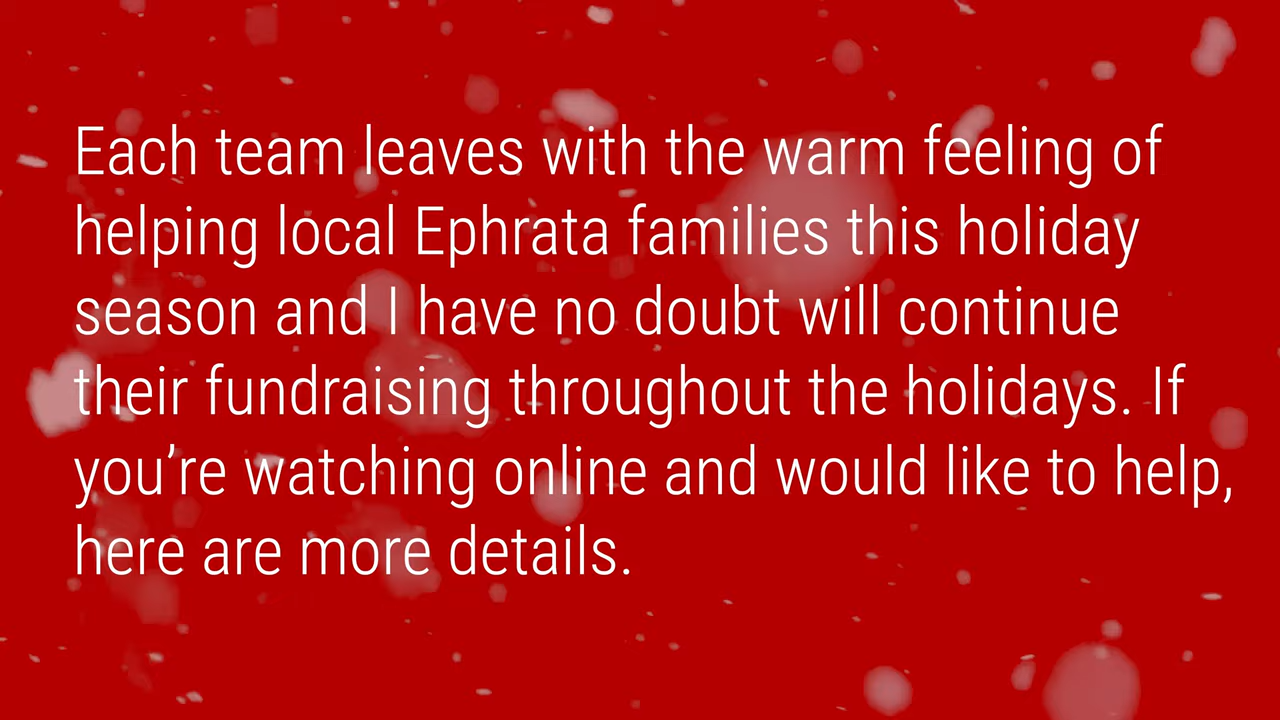 Each team leaves with the warm feeling of
helping local Ephrata families this holiday
season and I have no doubt will continue
their fundraising throughout the holidays. If
you’re watching online and would like to help,
here are more details.